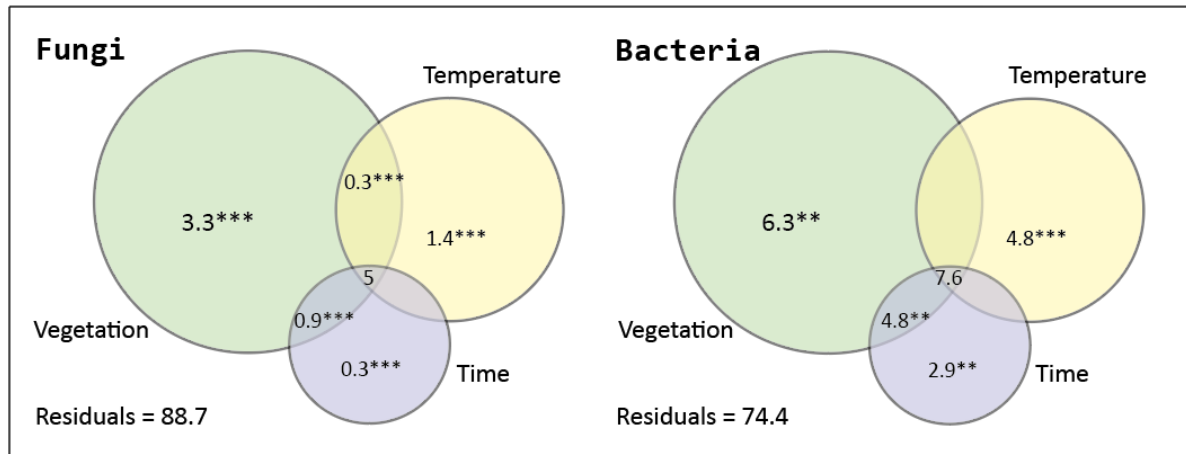 Fungi
Temperature
0.3***
3.3***
1.4***
5
0.9***
Vegetation
0.3***
Time
Residuals = 88.7
Bacteria
Temperature
6.3**
4.8***
7.6
4.8**
Vegetation
2.9**
Time
Residuals = 74.4